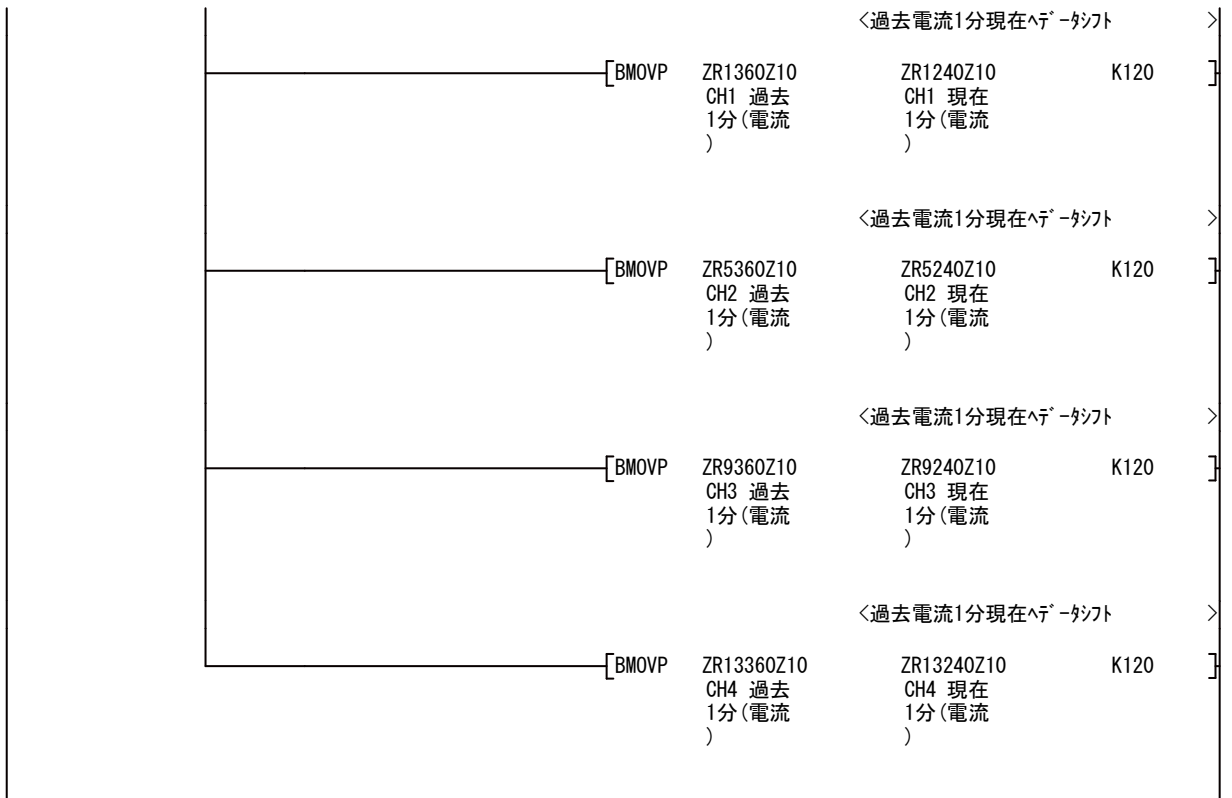 <過去電流1分現在ﾍﾃﾞｰﾀｼﾌﾄ >
[BMOVP ZR1360Z10 ZR1240Z10 K120 ]
CH1 過去 CH1 現在
1分(電流 1分(電流
) )
<過去電流1分現在ﾍﾃﾞｰﾀｼﾌﾄ >
[BMOVP ZR5360Z10 ZR5240Z10 K120 ]
CH2 過去 CH2 現在
1分(電流 1分(電流
) )
<過去電流1分現在ﾍﾃﾞｰﾀｼﾌﾄ >
[BMOVP ZR9360Z10 ZR9240Z10 K120 ]
CH3 過去 CH3 現在
1分(電流 1分(電流
) )
<過去電流1分現在ﾍﾃﾞｰﾀｼﾌﾄ >
[BMOVP ZR13360Z10 ZR13240Z10 K120 ]
CH4 過去 CH4 現在
1分(電流 1分(電流
) )